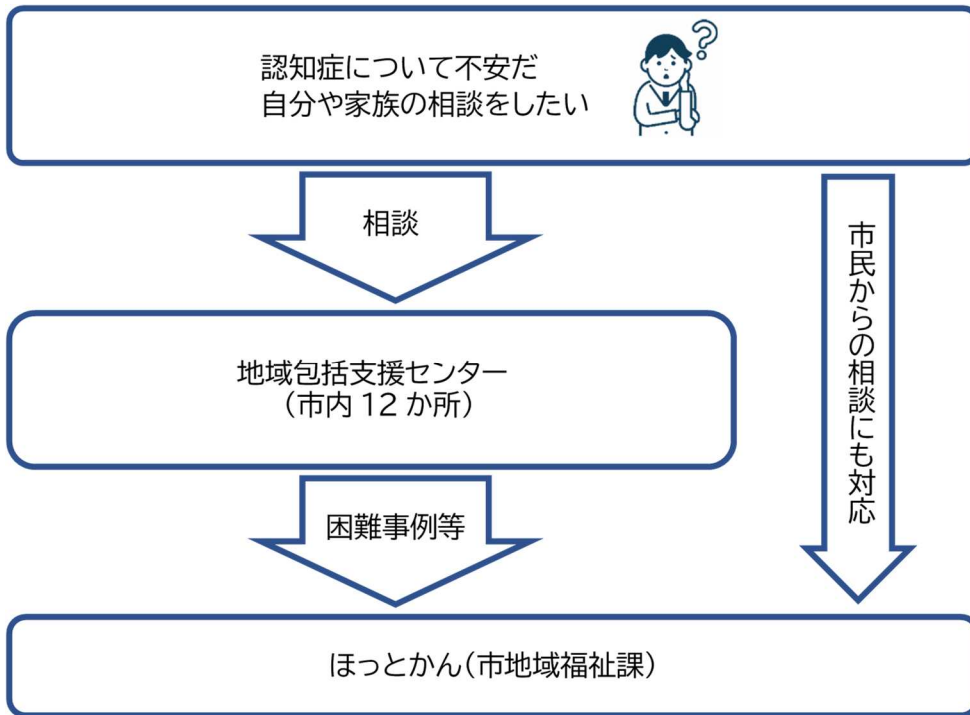 認知症について不安だ
自分や家族の相談をしたい
相談
市民からの相談にも対応
地域包括支援センター
（市内 12 か所）
困難事例等
ほっとかん（市地域福祉課）